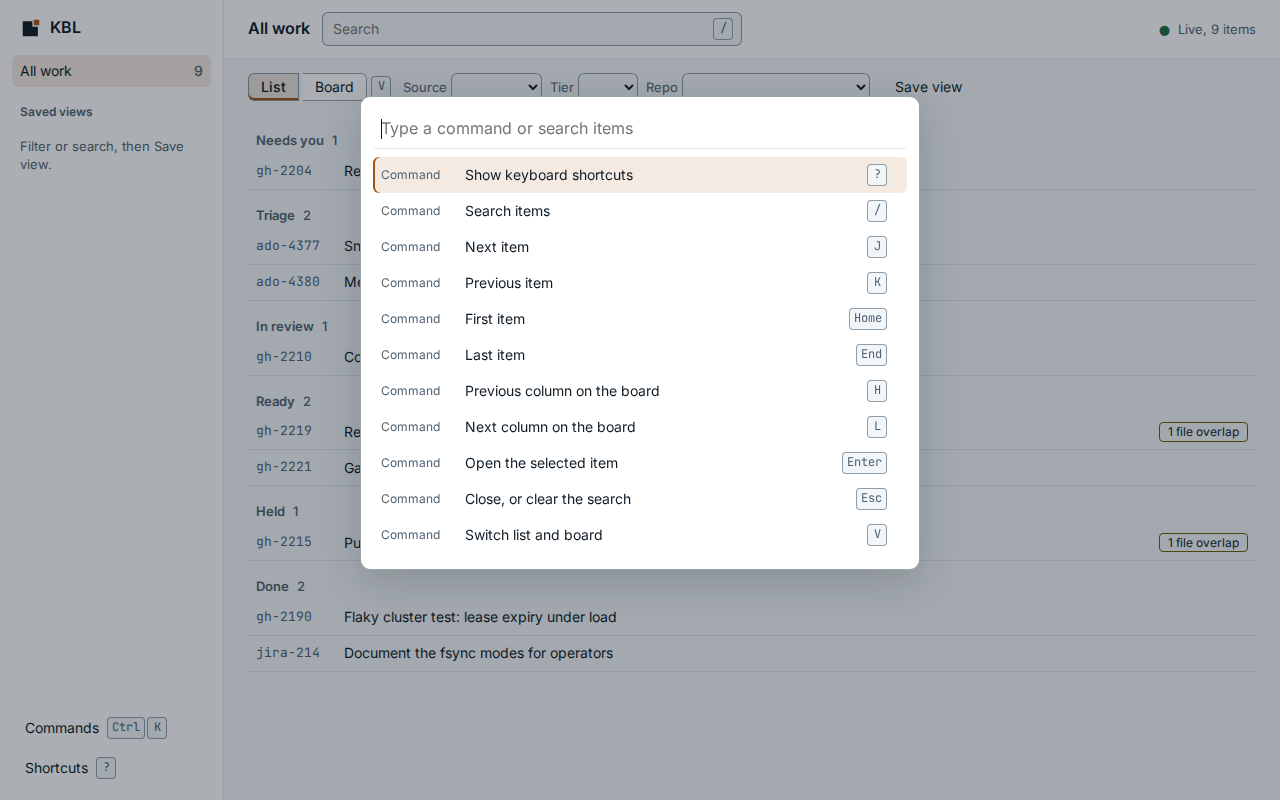 KBL
All work 9
Saved views
Filter or search, then Save
view.
Commands Ctrl K
Shortcuts ?
All work
Search /
Live, 9 items
List Board V Source Tier Repo Save view
Needs you 1
gh-2204
Triage 2
ado-4377
ado-4380
In review 1
gh-2210
Ready 2
gh-2219 1 file overlap
gh-2221
Held 1
gh-2215 1 file overlap
Done 2
gh-2190 Flaky cluster test: lease expiry under load
jira-214 Document the fsync modes for operators
Type a command or search items
Command Show keyboard shortcuts ?
Command Search items /
Command Next item J
Command Previous item K
Command First item Home
Command Last item End
Command Previous column on the board H
Command Next column on the board L
Command Open the selected item Enter
Command Close, or clear the search Esc
Command Switch list and board V